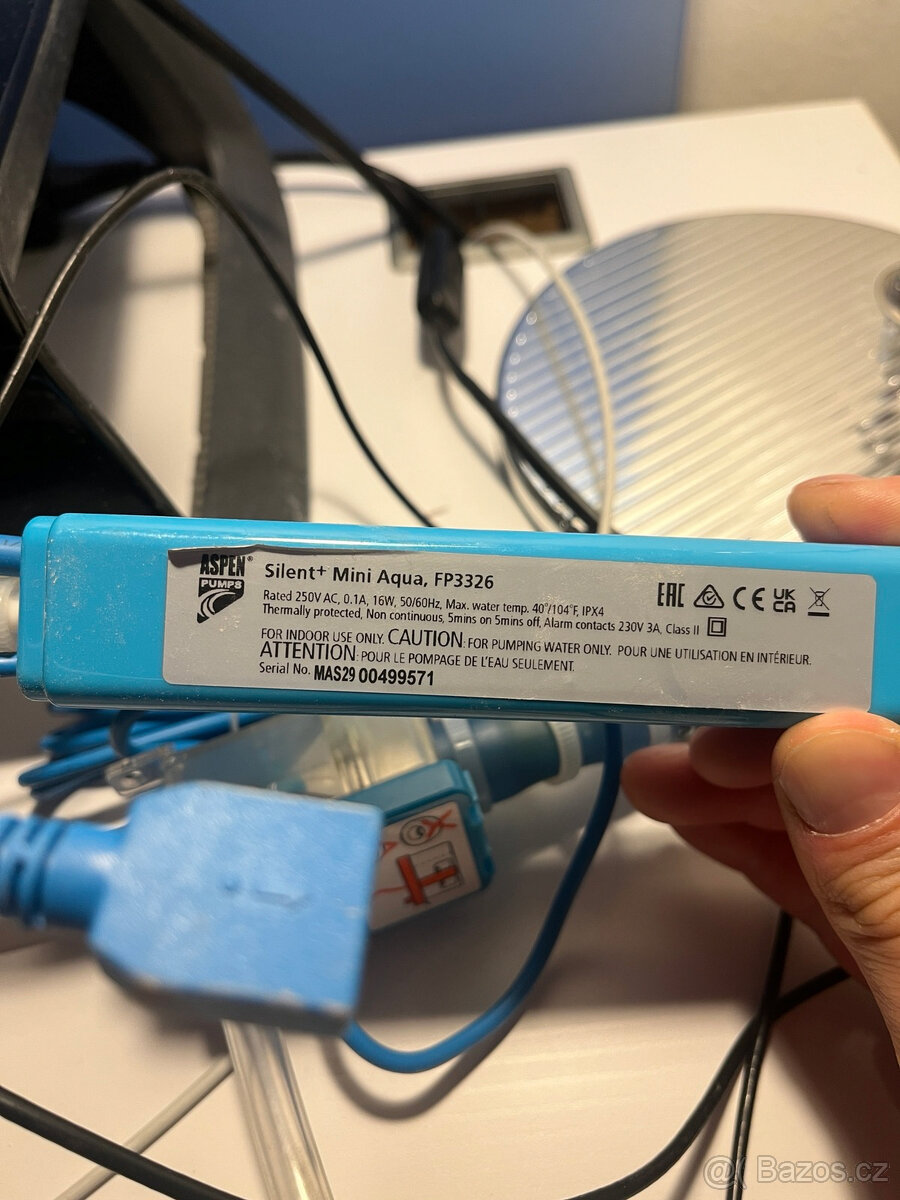 ASPEN®
PUMPS
Silent+ Mini Aqua, FP3326
Rated 250V AC, 0.1A, 16W, 50/60Hz, Max. water temp. 40°/104°F, IPX4
Thermally protected, Non continuous, 5mins on 5mins off, Alarm contacts 230V 3A, Class II
FOR INDOOR USE ONLY. CAUTION: FOR PUMPING WATER ONLY. POUR UNE UTILISATION EN INTÉRIEUR.
ATTENTION: POUR LE POMPAGE DE L'EAU SEULEMENT.
Serial No. MAS29 00499571
EAC CE UK
CA
Bazos.cz